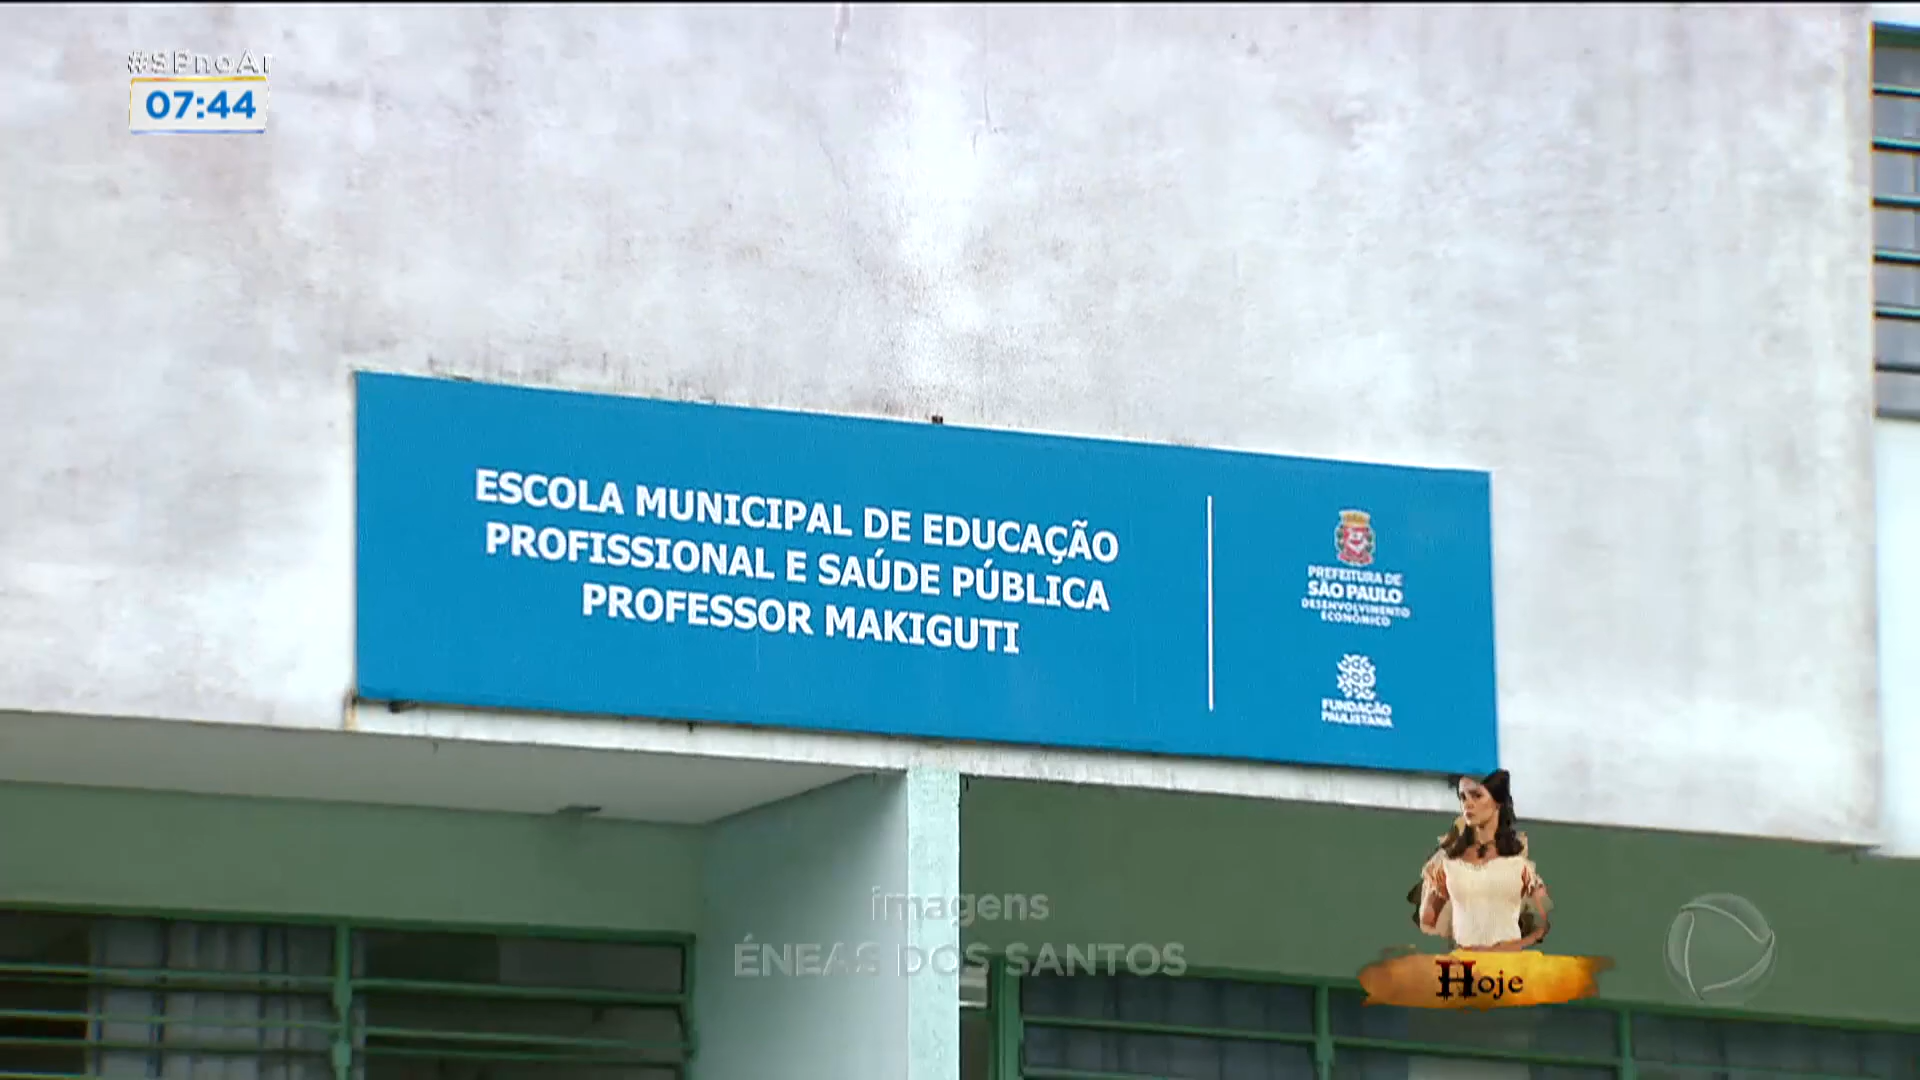 #SPnoAr
07:44
ESCOLA MUNICIPAL DE EDUCAÇÃO
PROFISSIONAL E SAÚDE PÚBLICA
PROFESSOR MAKIGUTI
PREFEITURA DE
SÃO PAULO
DESENVOLVIMENTO
ECONÔMICO
FUNDAÇÃO
PAULISTANA
imagens
ÉNEAS DOS SANTOS
Hoje